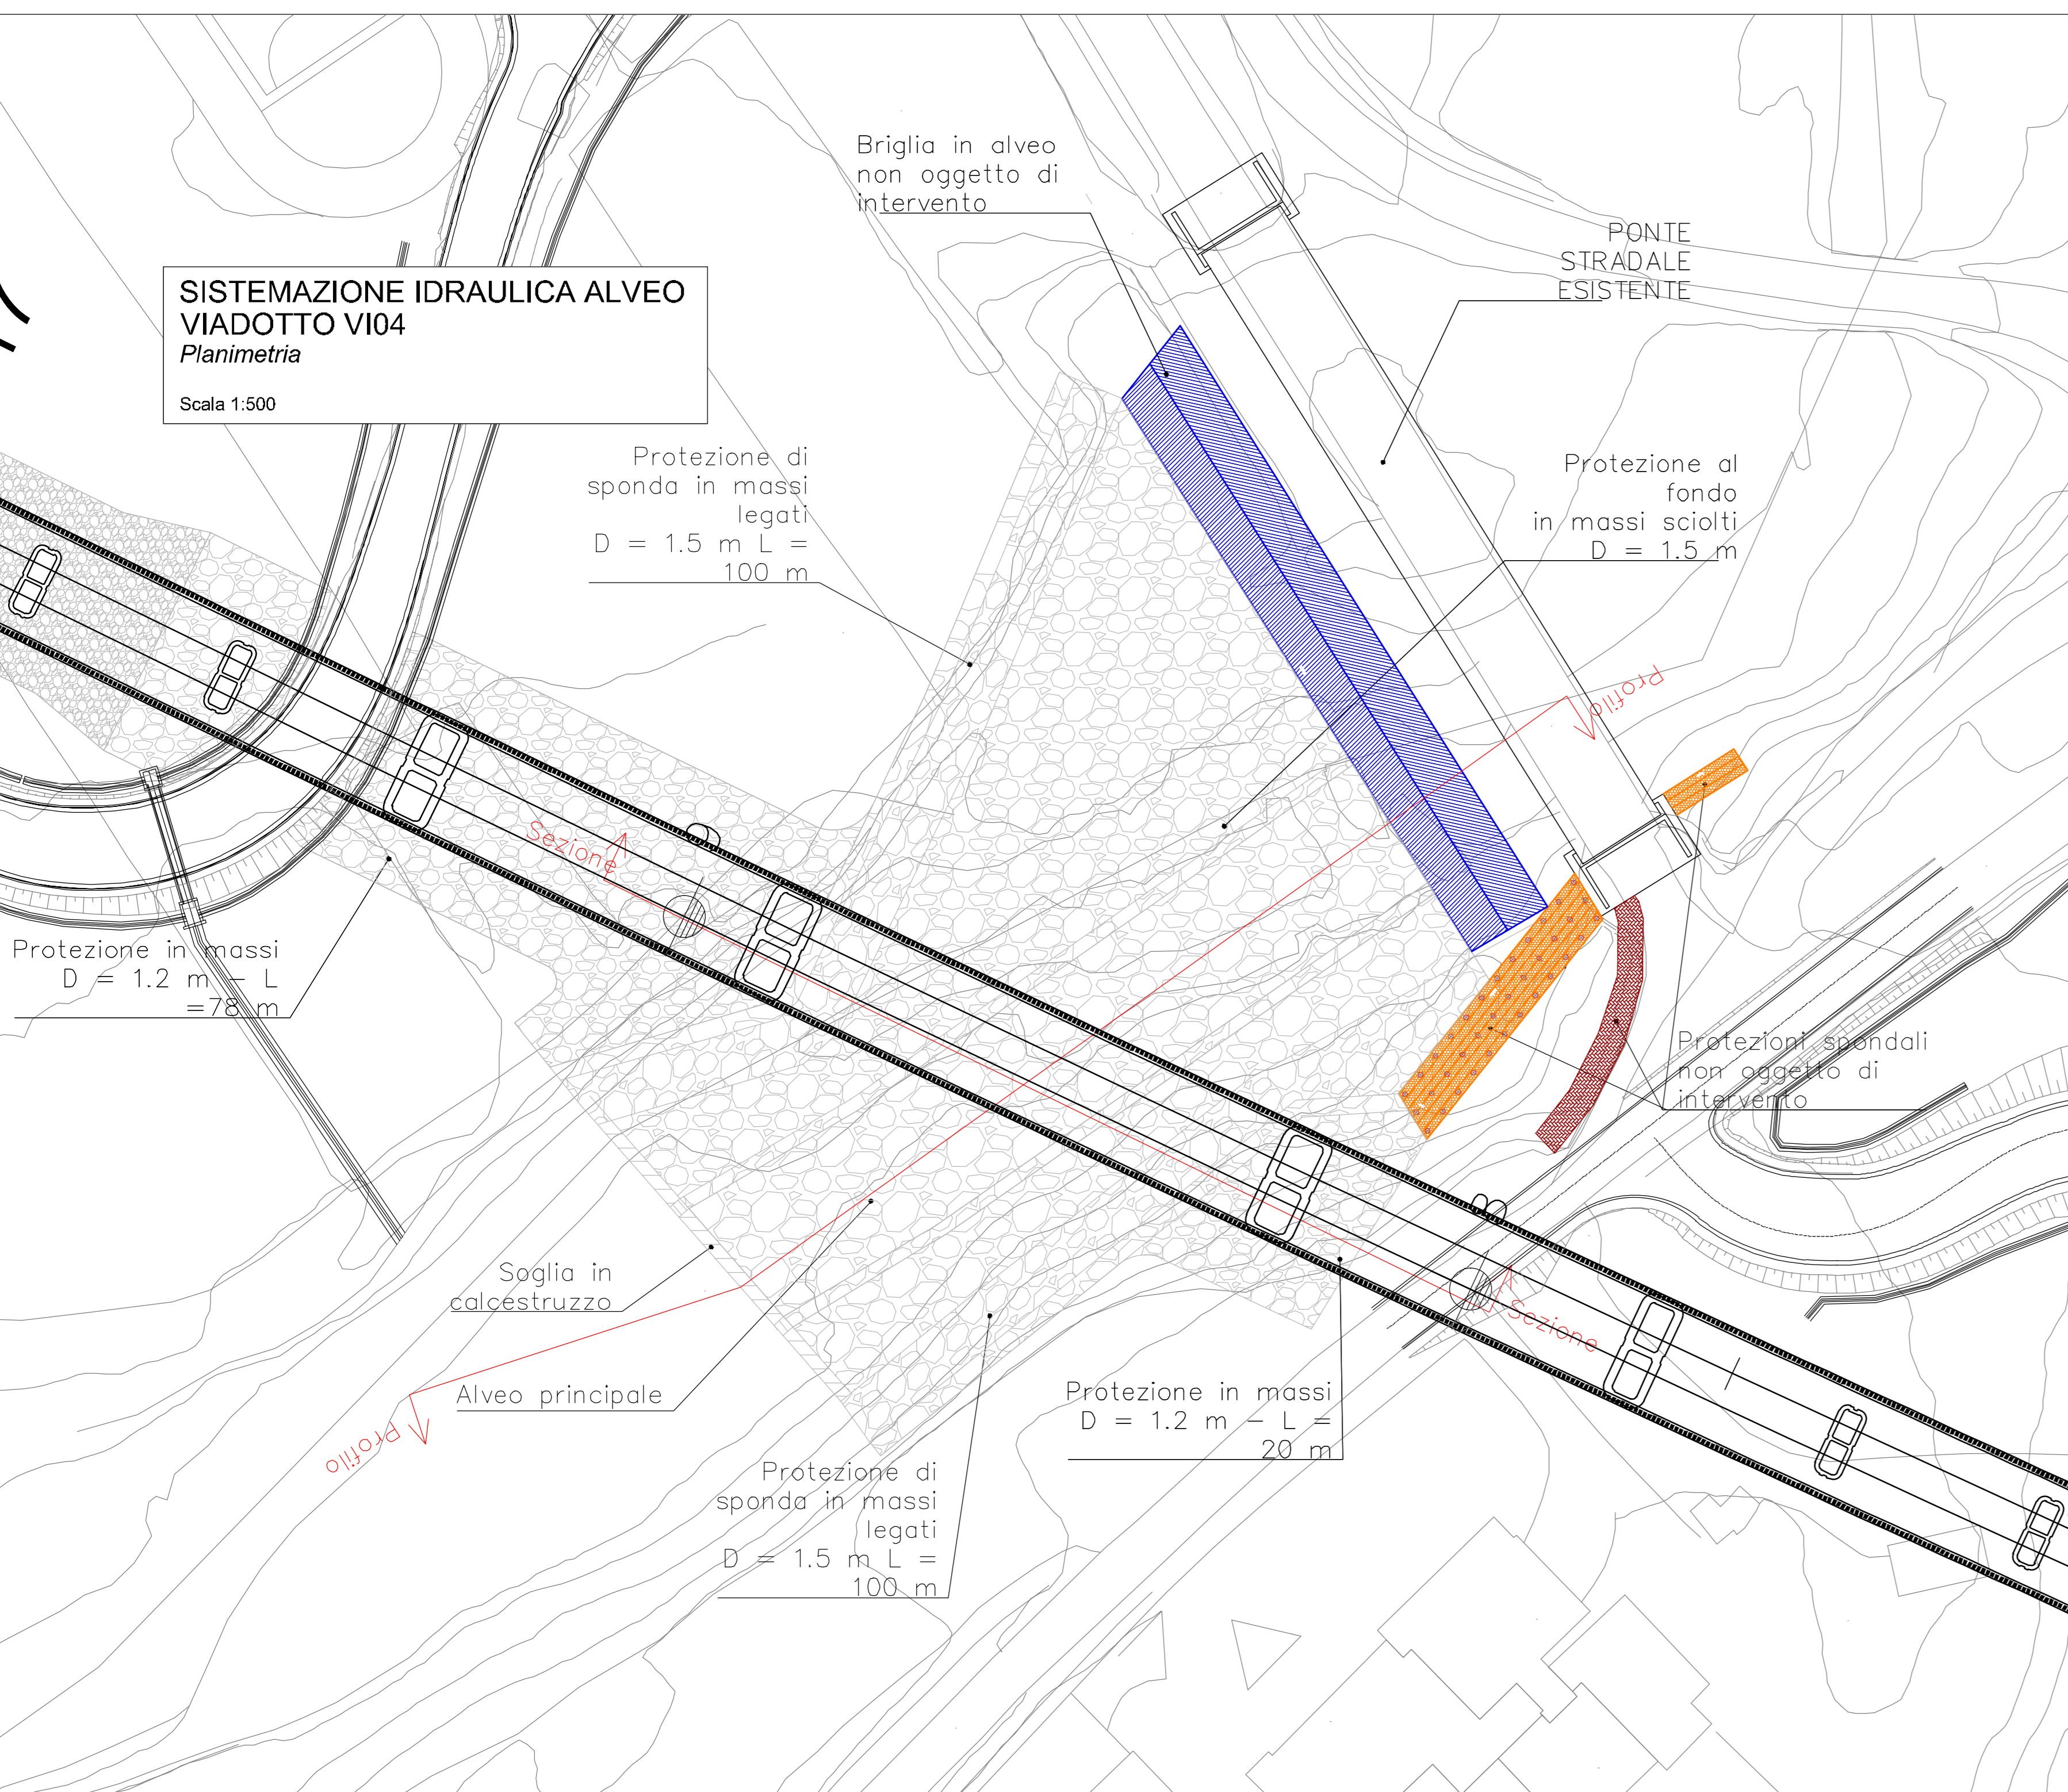 Briglia in alveo
non oggetto di
intervento
PONTE
STRADALE
ESISTENTE
SISTEMAZIONE IDRAULICA ALVEO
VIADOTTO VI04
Planimetria
Scala 1:500
Protezione di
sponda in massi
legati
D = 1.5 m L =
100 m
Protezione al
fondo
in massi sciolti
D = 1.5 m
Profilo
Sezione
Protezione in massi
D = 1.2 m - L
=78 m
Protezioni spondali
non oggetto di
intervento
Soglia in
calcestruzzo
Sezione
Alveo principale
Protezione in massi
D = 1.2 m - L =
20 m
Profilo
Protezione di
sponda in massi
legati
D = 1.5 m L =
100 m